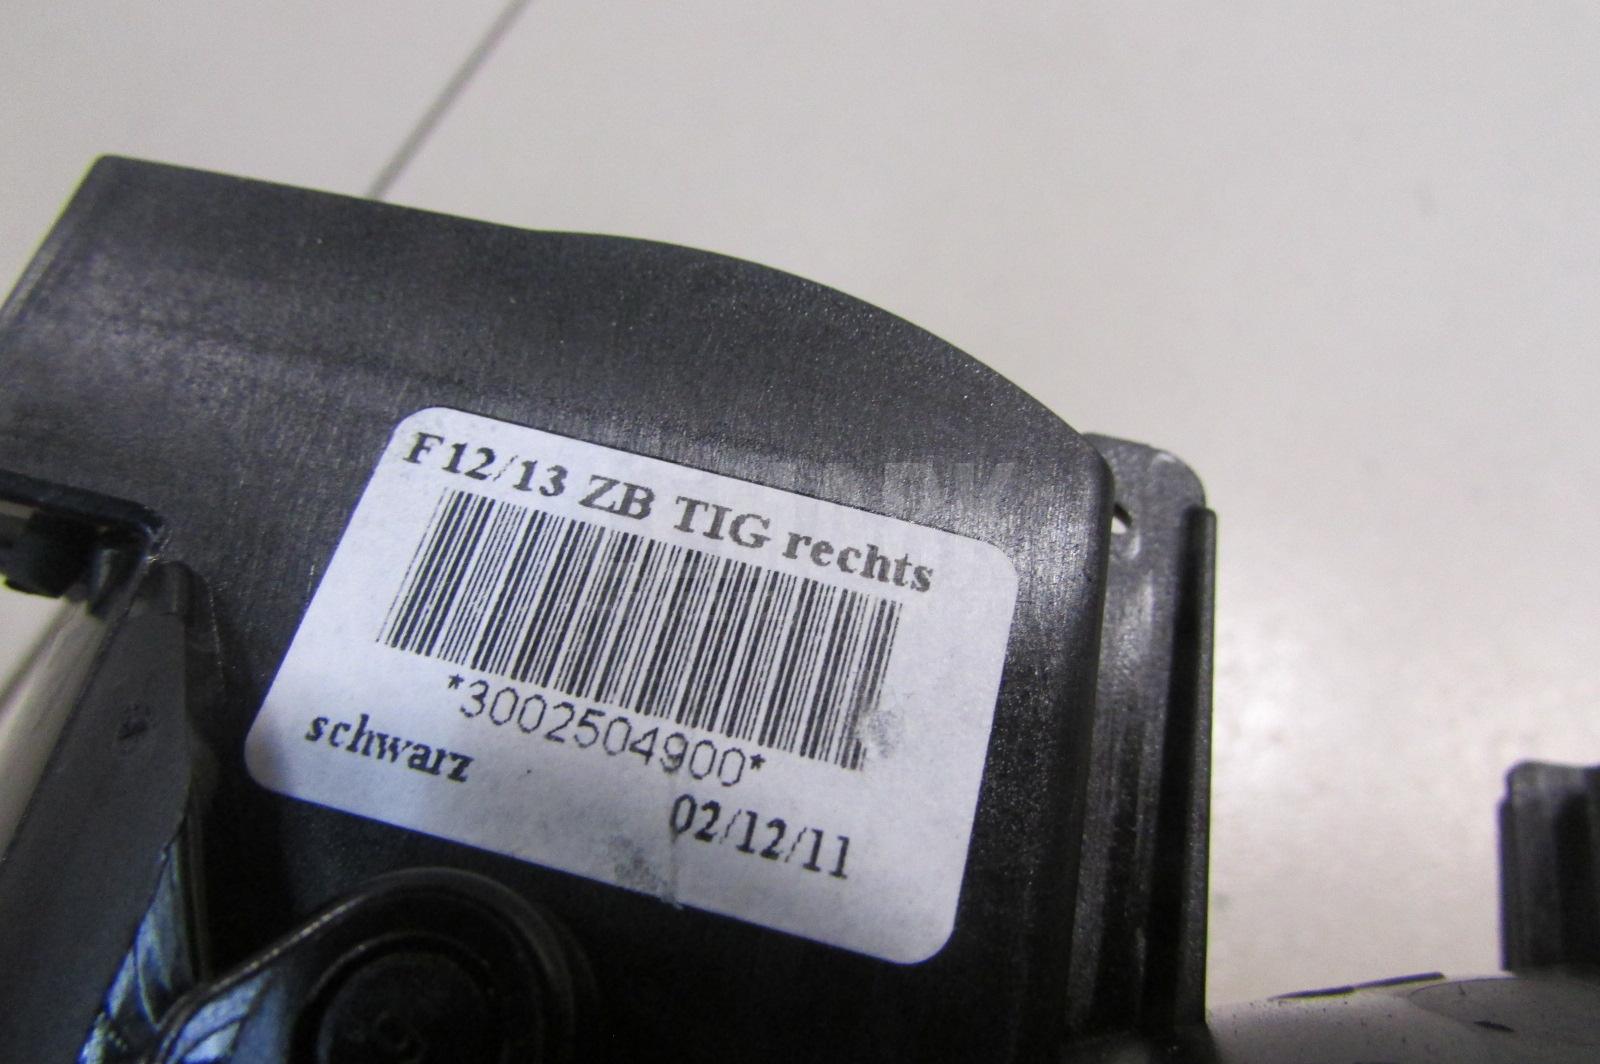 F12/13 ZB TIG rechts
*3002504900*
schwarz
02/12/11